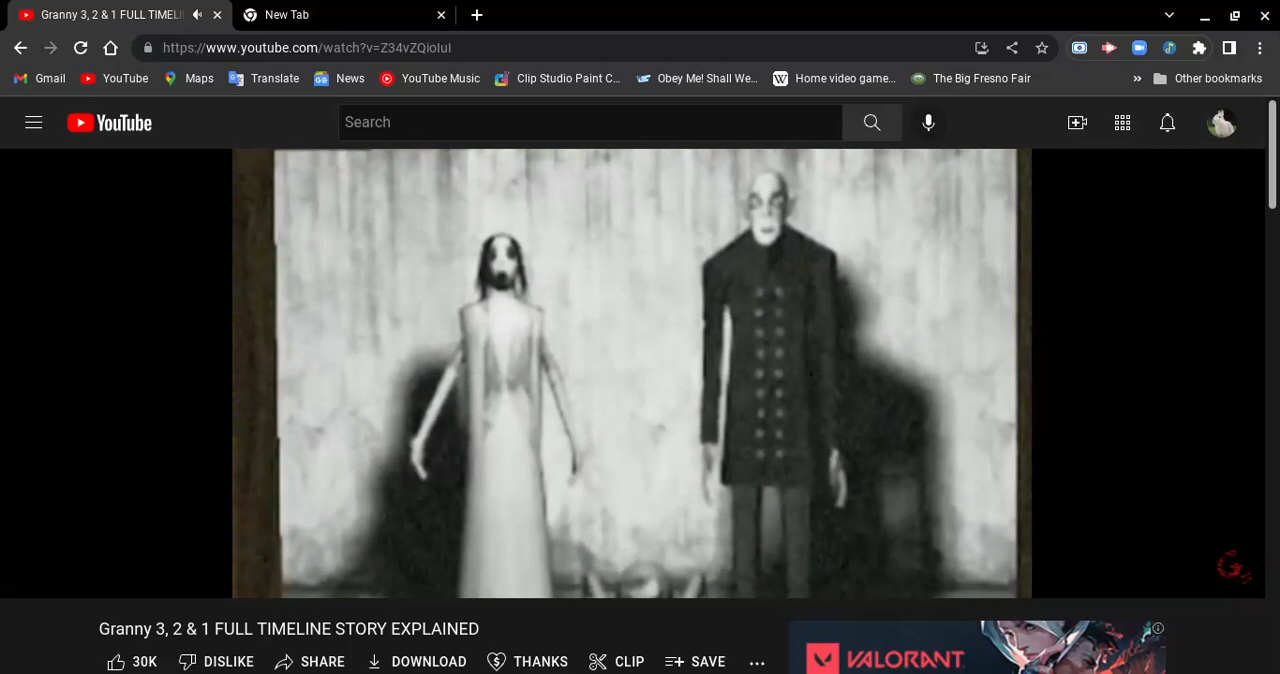 Granny 3, 2 & 1 FULL TIMELI
New Tab
https://www.youtube.com/watch?v=Z34vZQioIuI
Gmail
YouTube
Maps
Translate
News
YouTube Music
Clip Studio Paint C...
Obey Me! Shall We...
W
Home video game...
The Big Fresno Fair
»
Other bookmarks
YouTube
Search
Granny 3, 2 & 1 FULL TIMELINE STORY EXPLAINED
30K
DISLIKE
SHARE
DOWNLOAD
THANKS
CLIP
SAVE
...
VALORANT